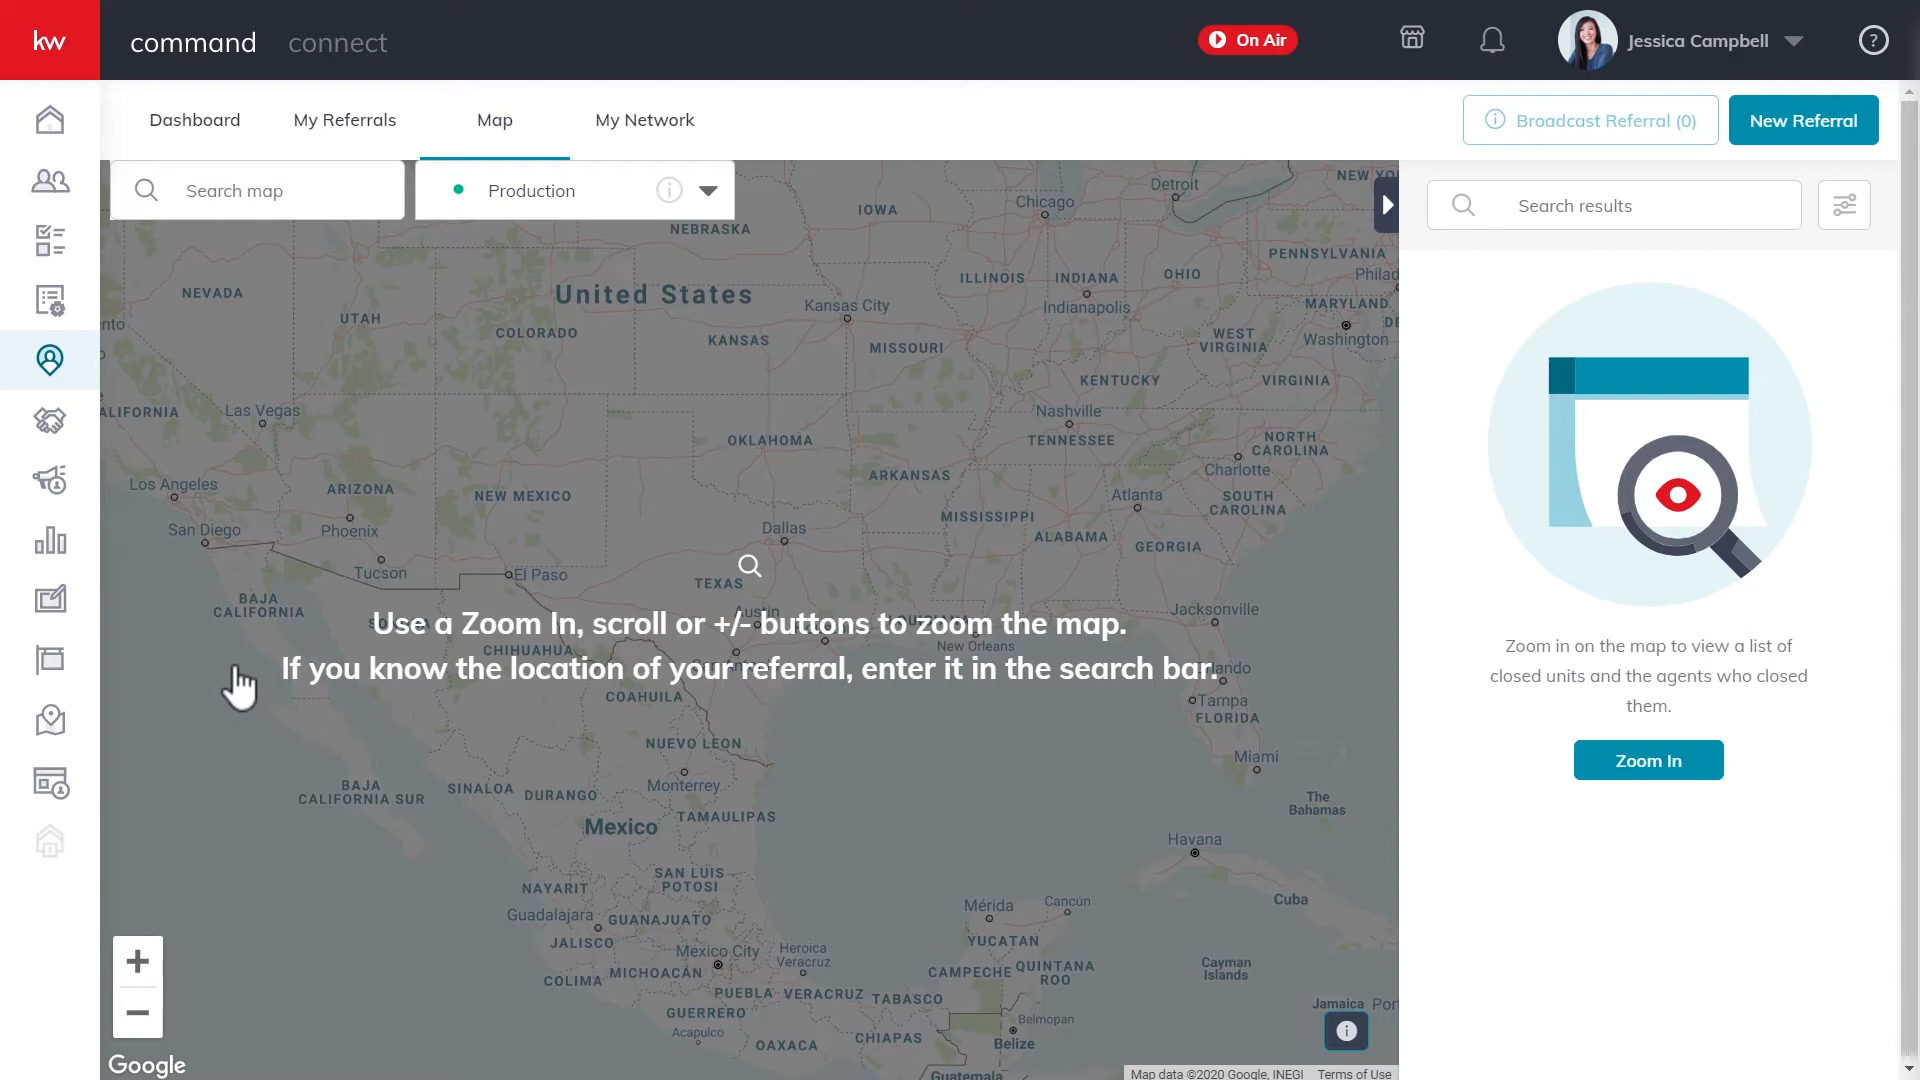 kw
command
connect
On Air
Jessica Campbell
?
Dashboard
My Referrals
Map
My Network
Broadcast Referral (0)
New Referral
Search map
Production
Search results
Detroit
Chicago
IOWA
NEBRASKA
PENNSYLVANIA
NEVADA
United States
ILLINOIS
INDIANA
OHIO
UTAH
COLORADO
Kansas City
Indianapolis
MARYLAND
KANSAS
MISSOURI
WEST
VIRGINIA
Washington
KENTUCKY
VIRGINIA
Las Vegas
Nashville
OKLAHOMA
TENNESSEE
NORTH
CAROLINA
Los Angeles
ARIZONA
NEW MEXICO
ARKANSAS
Charlotte
Atlanta
SOUTH
CAROLINA
San Diego
Phoenix
Dallas
MISSISSIPPI
ALABAMA
GEORGIA
Tucson
El Paso
TEXAS
BAJA
CALIFORNIA
Austin
Jacksonville
Use a Zoom In, scroll or +/- buttons to zoom the map.
CHIHUAHUA
New Orleans
If you know the location of your referral, enter it in the search bar.
COAHUILA
Tampa
FLORIDA
NUEVO LEON
Miami
Monterrey
BAJA
CALIFORNIA SUR
SINALOA
DURANGO
The
Bahamas
Mexico
TAMAULIPAS
Havana
SAN LUIS
POTOSI
NAYARIT
Cuba
Guadalajara
GUANAJUATO
Mérida
Cancún
JALISCO
Mexico City
Heroica
Veracruz
YUCATAN
COLIMA
MICHOACÁN
CAMPECHE
QUINTANA
ROO
Cayman
Islands
PUEBLA
VERACRUZ
TABASCO
GUERRERO
Jamaica
Acapulco
Belmopan
OAXACA
CHIAPAS
Belize
Guatemala
Google
Map data ©2020 Google, INEGI
Terms of Use
Zoom in on the map to view a list of
closed units and the agents who closed
them.
Zoom In